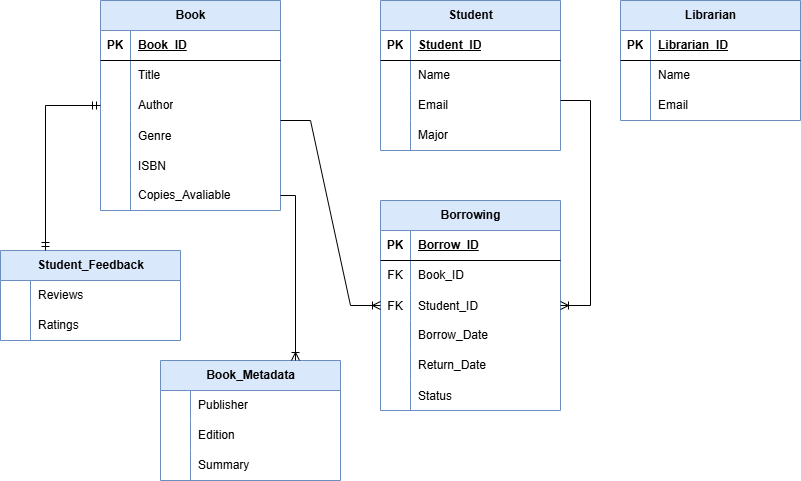 Book
PK Book_ID
Title
Author
Genre
ISBN
Copies_Avaliable
Student
PK Student_ID
Name
Email
Major
Librarian
PK Librarian_ID
Name
Email
Student_Feedback
Reviews
Ratings
Borrowing
PK Borrow_ID
FK Book_ID
FK Student_ID
Borrow_Date
Return_Date
Status
Book_Metadata
Publisher
Edition
Summary